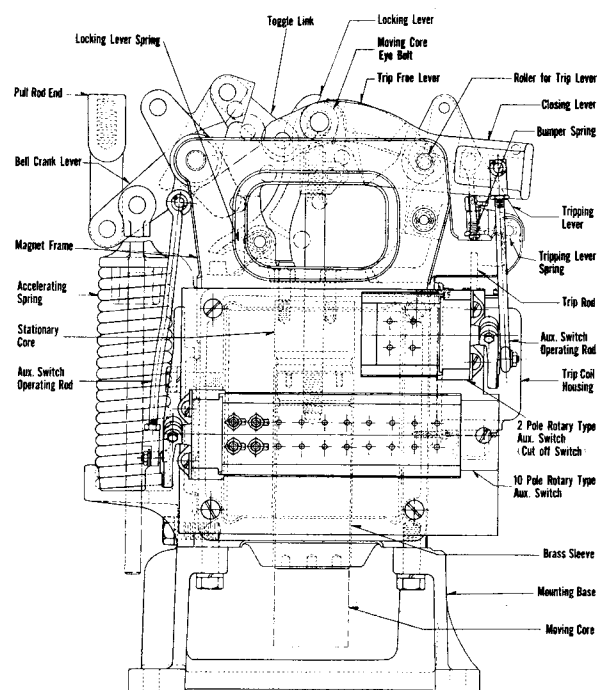 Toggle Link
Locking Lever
Locking Lever Spring
Moving Core
Eye Bolt
Trip Free Lever
Roller for Trip Lever
Pull Rod End
Closing Lever
Bumper Spring
Bell Crank Lever
Tripping
Lever
Magnet Frame
Tripping Lever
Spring
Accelerating
Spring
Trip Rod
Stationary
Core
Aux. Switch
Operating Rod
Aux. Switch
Operating Rod
Trip Coil
Housing
2 Pole Rotary Type
Aux. Switch
(Cut off Switch
10 Pole Rotary Type
Aux. Switch
Brass Sleeve
Mounting Base
Moving Core